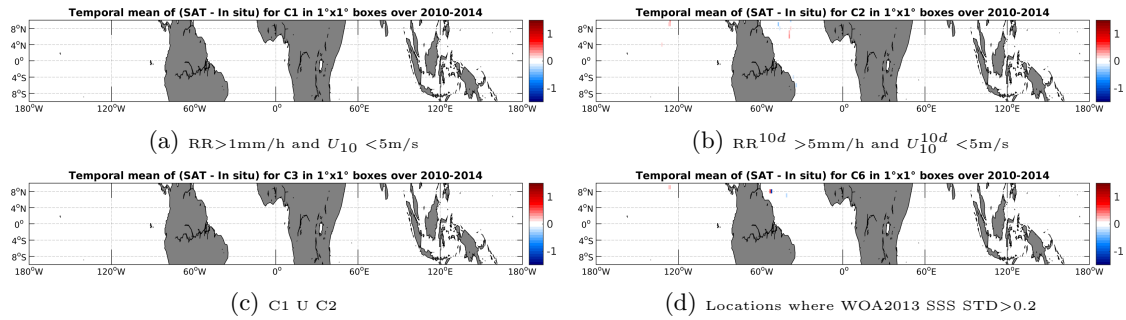 Temporal mean of (SAT - In situ) for C1 in 1°x1° boxes over 2010-2014
8°N
4°N
0°
4°S
8°S
180°W 120°W 60°W 0° 60°E 120°E 180°W
1
0
-1
(a) RR>1mm/h and U10 <5m/s
Temporal mean of (SAT - In situ) for C2 in 1°x1° boxes over 2010-2014
8°N
4°N
0°
4°S
8°S
180°W 120°W 60°W 0° 60°E 120°E 180°W
1
0
-1
(b) RR^10d >5mm/h and U10^10d <5m/s
Temporal mean of (SAT - In situ) for C3 in 1°x1° boxes over 2010-2014
8°N
4°N
0°
4°S
8°S
180°W 120°W 60°W 0° 60°E 120°E 180°W
1
0
-1
(c) C1 U C2
Temporal mean of (SAT - In situ) for C6 in 1°x1° boxes over 2010-2014
8°N
4°N
0°
4°S
8°S
180°W 120°W 60°W 0° 60°E 120°E 180°W
1
0
-1
(d) Locations where WOA2013 SSS STD>0.2